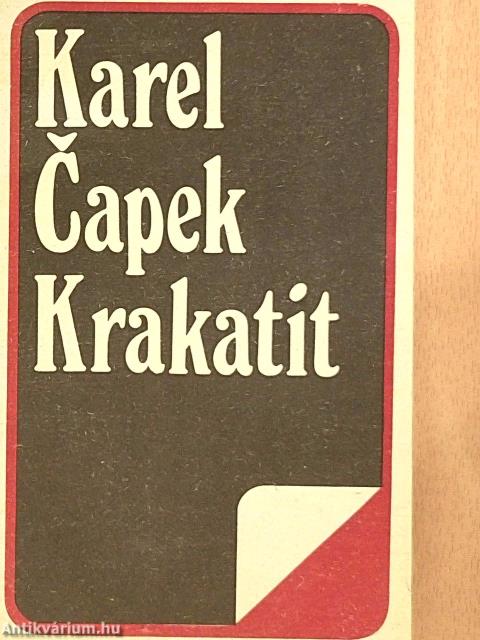 Karel
Čapek
Krakatit
Antikvárium.hu